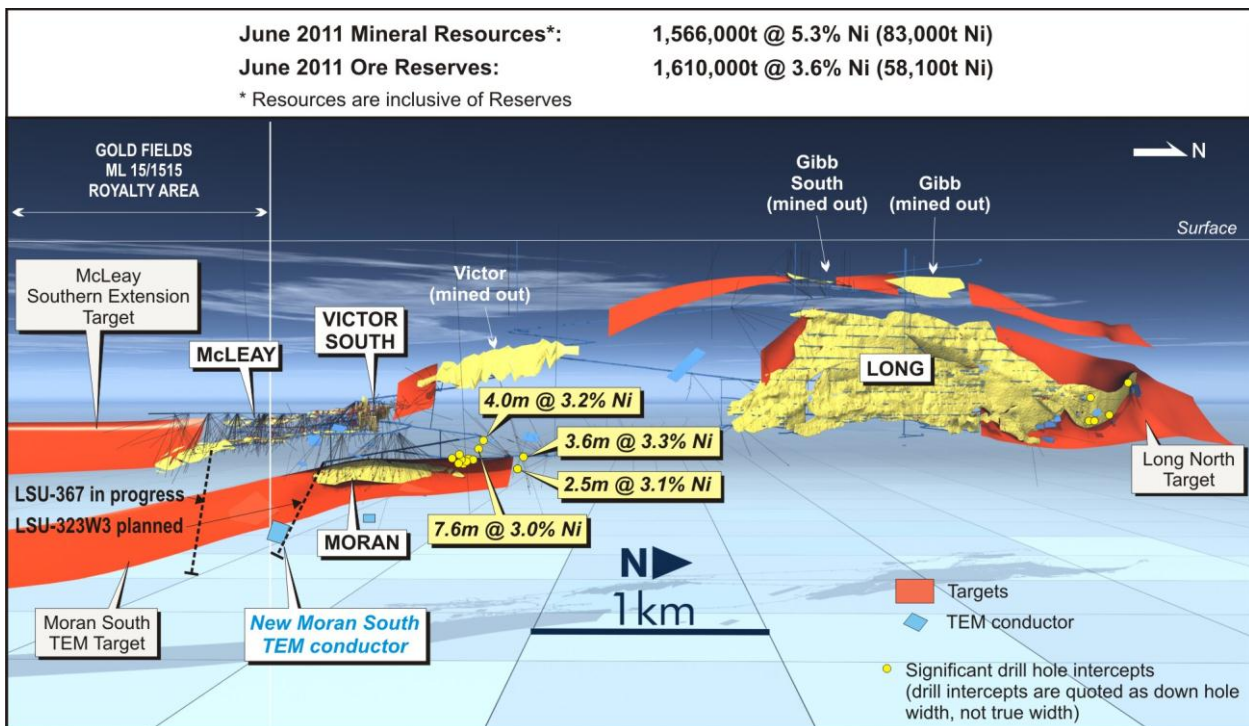 June 2011 Mineral Resources*: 1,566,000t @ 5.3% Ni (83,000t Ni)
June 2011 Ore Reserves: 1,610,000t @ 3.6% Ni (58,100t Ni)
* Resources are inclusive of Reserves
GOLD FIELDS
ML 15/1515
ROYALTY AREA
N
Gibb
South
(mined out)
Gibb
(mined out)
Surface
McLeay
Southern Extension
Target
Victor
(mined out)
VICTOR
SOUTH
McLEAY
LONG
4.0m @ 3.2% Ni
3.6m @ 3.3% Ni
2.5m @ 3.1% Ni
7.6m @ 3.0% Ni
Long North
Target
LSU-367 in progress
LSU-323W3 planned
MORAN
Moran South
TEM Target
New Moran South
TEM conductor
N
1km
Targets
TEM conductor
Significant drill hole intercepts
(drill intercepts are quoted as down hole
width, not true width)